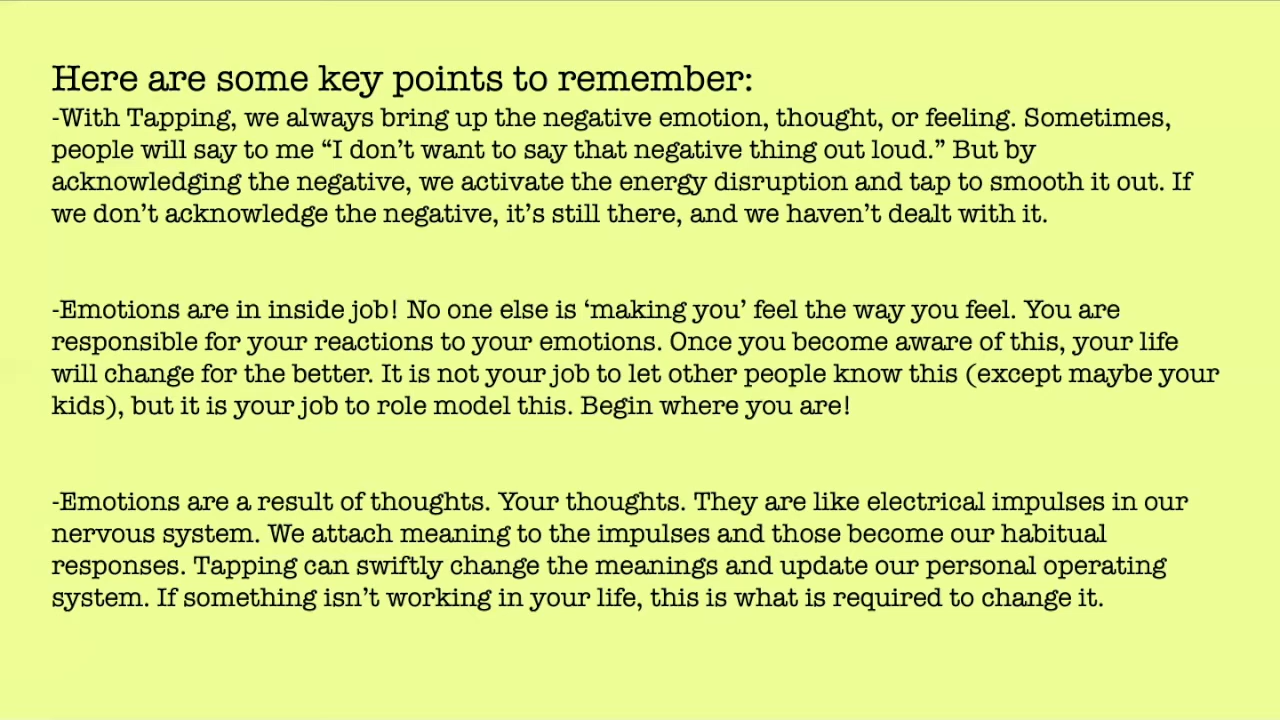 Here are some key points to remember:
-With Tapping, we always bring up the negative emotion, thought, or feeling. Sometimes,
people will say to me “I don’t want to say that negative thing out loud.” But by
acknowledging the negative, we activate the energy disruption and tap to smooth it out. If
we don’t acknowledge the negative, it’s still there, and we haven’t dealt with it.
-Emotions are in inside job! No one else is ‘making you’ feel the way you feel. You are
responsible for your reactions to your emotions. Once you become aware of this, your life
will change for the better. It is not your job to let other people know this (except maybe your
kids), but it is your job to role model this. Begin where you are!
-Emotions are a result of thoughts. Your thoughts. They are like electrical impulses in our
nervous system. We attach meaning to the impulses and those become our habitual
responses. Tapping can swiftly change the meanings and update our personal operating
system. If something isn’t working in your life, this is what is required to change it.